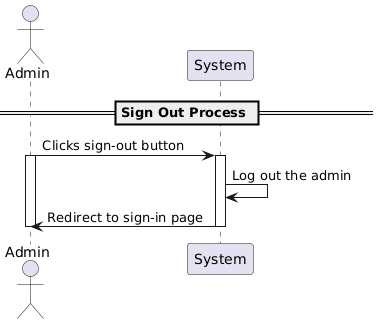 Admin
System
Sign Out Process
Clicks sign-out button
Log out the admin
Redirect to sign-in page
Admin
System